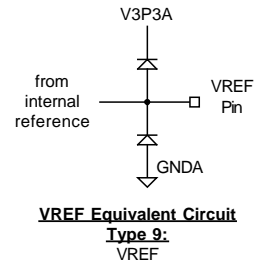 V3P3A
from
internal
reference
VREF
Pin
GNDA
VREF Equivalent Circuit
Type 9:
VREF